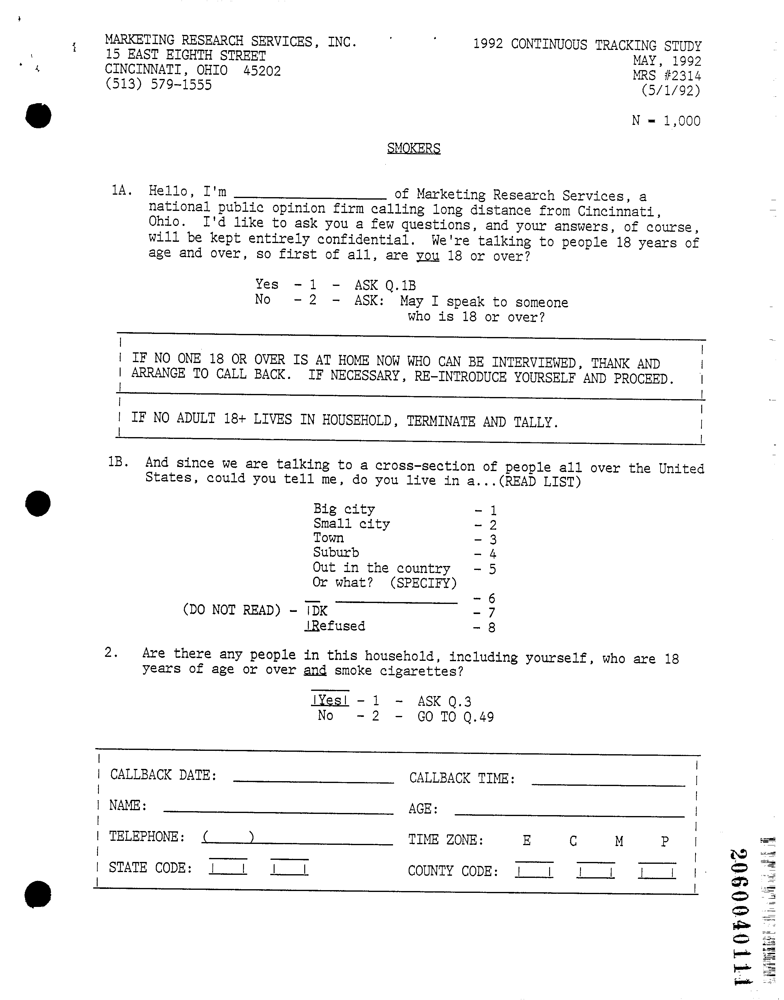 MARKETING RESEARCH SERVICES, INC.
15 EAST EIGHTH STREET
CINCINNATI, OHIO 45202
(513) 579-1555
1992 CONTINUOUS TRACKING STUDY
MAY, 1992
MRS #2314
(5/1/92)
N = 1,000
SMOKERS
1A. Hello, I'm ____________________ of Marketing Research Services, a
national public opinion firm calling long distance from Cincinnati,
Ohio. I'd like to ask you a few questions, and your answers, of course,
will be kept entirely confidential. We're talking to people 18 years of
age and over, so first of all, are you 18 or over?
Yes - 1 - ASK Q.1B
No - 2 - ASK: May I speak to someone
who is 18 or over?
IF NO ONE 18 OR OVER IS AT HOME NOW WHO CAN BE INTERVIEWED, THANK AND
ARRANGE TO CALL BACK. IF NECESSARY, RE-INTRODUCE YOURSELF AND PROCEED.
IF NO ADULT 18+ LIVES IN HOUSEHOLD, TERMINATE AND TALLY.
1B. And since we are talking to a cross-section of people all over the United
States, could you tell me, do you live in a...(READ LIST)
Big city - 1
Small city - 2
Town - 3
Suburb - 4
Out in the country - 5
Or what? (SPECIFY)
____________________ - 6
(DO NOT READ) - DK - 7
Refused - 8
2. Are there any people in this household, including yourself, who are 18
years of age or over and smoke cigarettes?
Yes - 1 - ASK Q.3
No - 2 - GO TO Q.49
CALLBACK DATE: ____________________ CALLBACK TIME: ____________________
NAME: ____________________ AGE: ____________________
TELEPHONE: (    ) ____________________ TIME ZONE: E C M P
STATE CODE: COUNTY CODE:
2060040111